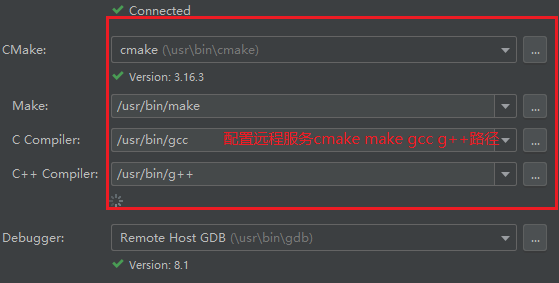 Connected
CMake: cmake (\usr\bin\cmake) ...
Version: 3.16.3
Make: /usr/bin/make ...
C Compiler: /usr/bin/gcc 配置远程服务cmake make gcc g++路径 ...
C++ Compiler: /usr/bin/g++ ...
Debugger: Remote Host GDB (\usr\bin\gdb) ...
Version: 8.1